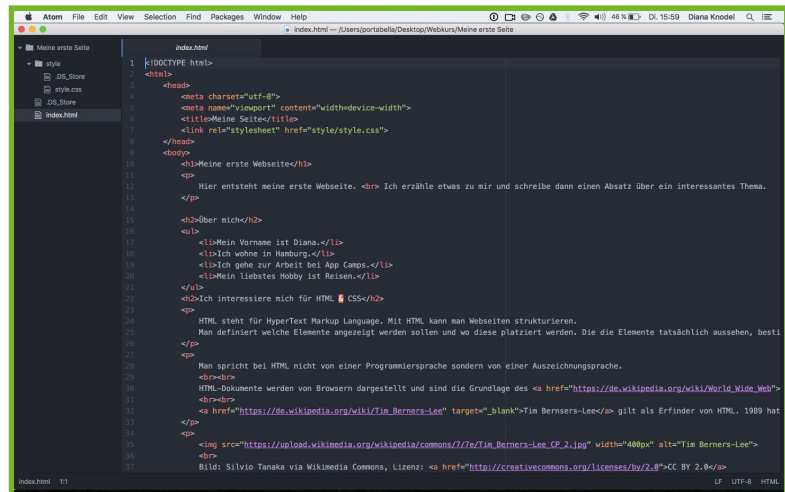 Atom File Edit View Selection Find Packages Window Help 46 % Di. 15:59 Diana Knodel
index.html — /Users/portabella/Desktop/Webkurs/Meine erste Seite
Meine erste Seite
style
.DS_Store
style.css
.DS_Store
index.html
index.html
1 <!DOCTYPE html>
2 <html>
3 <head>
4 <meta charset="utf-8">
5 <meta name="viewport" content="width=device-width">
6 <title>Meine Seite</title>
7 <link rel="stylesheet" href="style/style.css">
8 </head>
9 <body>
10 <h1>Meine erste Webseite</h1>
11 <p>
12 Hier entsteht meine erste Webseite. <br> Ich erzähle etwas zu mir und schreibe dann einen Absatz über ein interessantes Thema.
13 </p>
14
15 <h2>Über mich</h2>
16 <ul>
17 <li>Mein Vorname ist Diana.</li>
18 <li>Ich wohne in Hamburg.</li>
19 <li>Ich gehe zur Arbeit bei App Camps.</li>
20 <li>Mein liebstes Hobby ist Reisen.</li>
21 </ul>
22 <h2>Ich interessiere mich für HTML & CSS</h2>
23 <p>
24 HTML steht für HyperText Markup Language. Mit HTML kann man Webseiten strukturieren.
25 Man definiert welche Elemente angezeigt werden sollen und wo diese platziert werden. Die die Elemente tatsächlich aussehen, besti
26 </p>
27 <p>
28 Man spricht bei HTML nicht von einer Programmiersprache sondern von einer Auszeichnungsprache.
29 <br><br>
30 HTML-Dokumente werden von Browsern dargestellt und sind die Grundlage des <a href="https://de.wikipedia.org/wiki/World_Wide_Web">
31 <br><br>
32 <a href="https://de.wikipedia.org/wiki/Tim_Berners-Lee" target="_blank">Tim Bernsers-Lee</a> gilt als Erfinder von HTML. 1989 hat
33 </p>
34 <p>
35 <img src="https://upload.wikimedia.org/wikipedia/commons/7/7e/Tim_Berners-Lee_CP_2.jpg" width="400px" alt="Tim Berners-Lee">
36 <br>
37 Bild: Silvio Tanaka via Wikimedia Commons, Lizenz: <a href="http://creativecommons.org/licenses/by/2.0">CC BY 2.0</a>
index.html 1:1 LF UTF-8 HTML